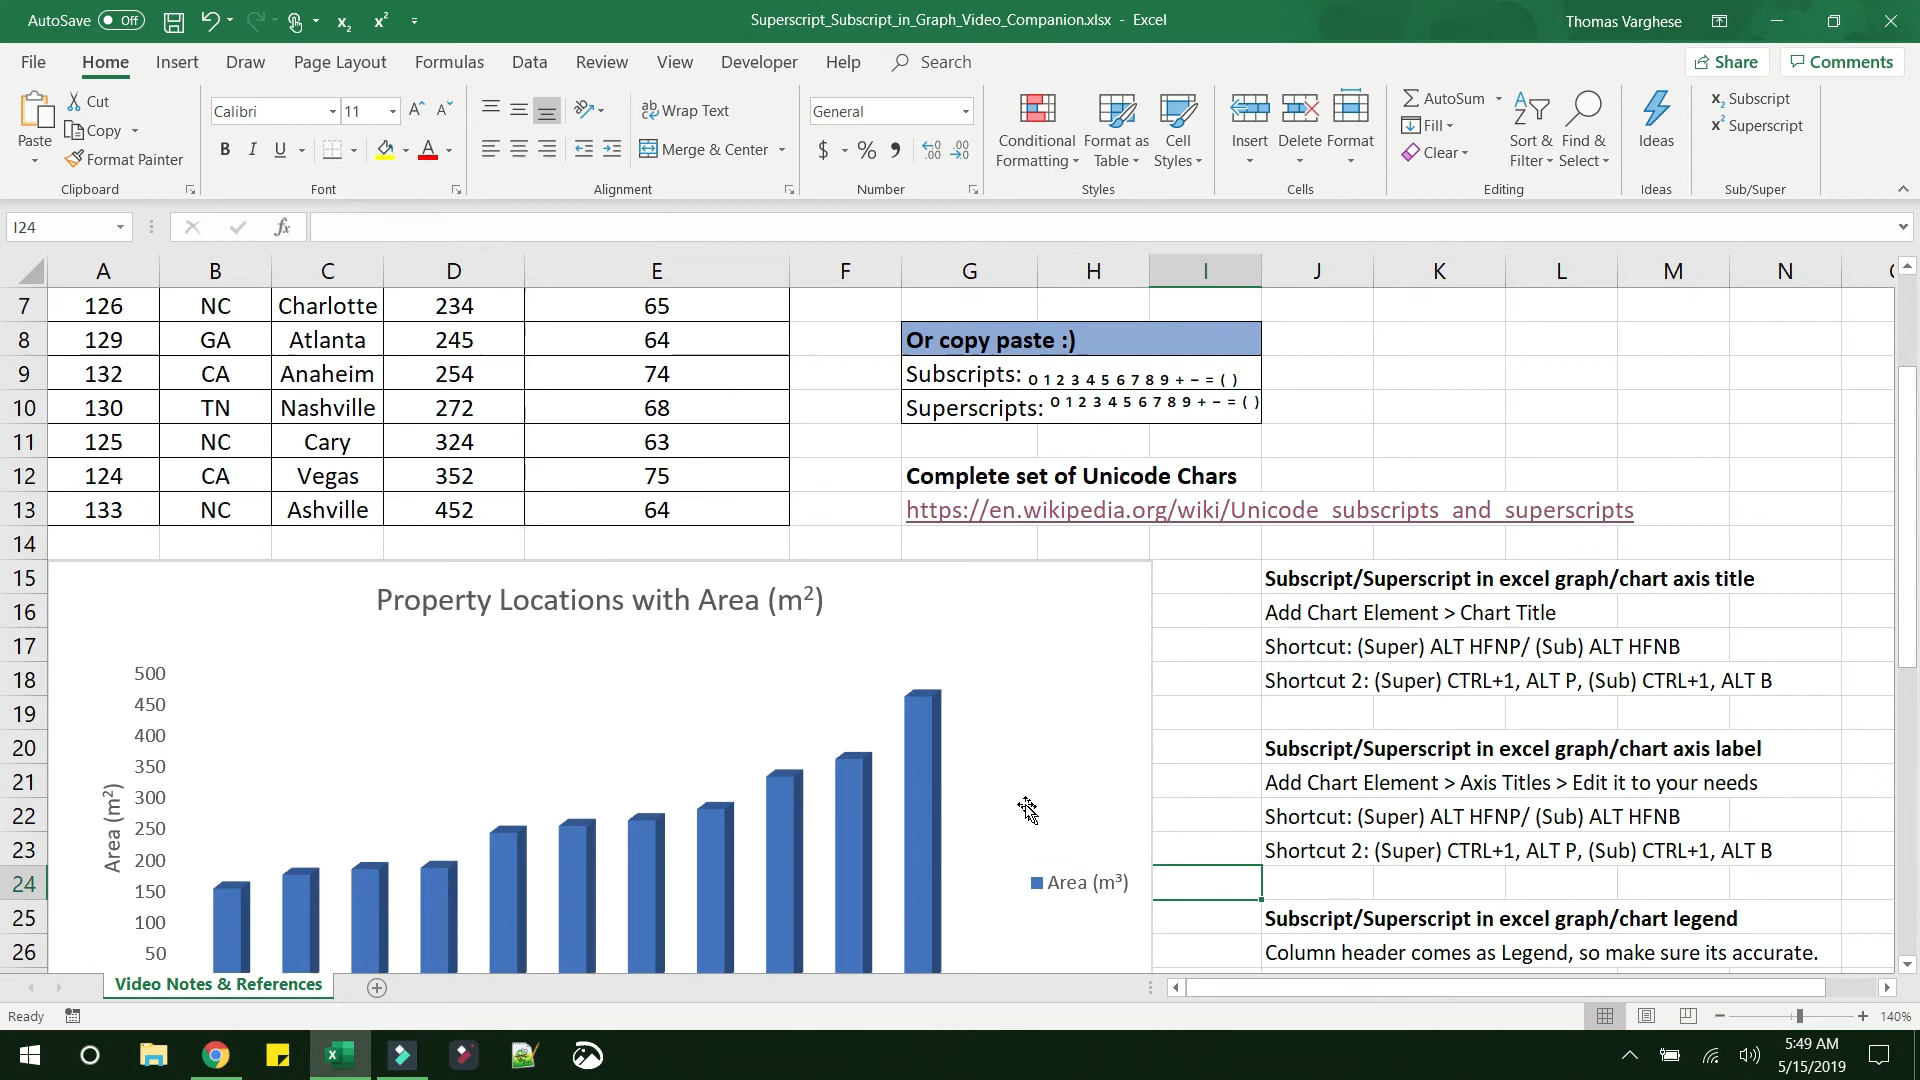 AutoSave Off
Superscript_Subscript_in_Graph_Video_Companion.xlsx - Excel
Thomas Varghese
File Home Insert Draw Page Layout Formulas Data Review View Developer Help Search Share Comments
Paste
Cut
Copy
Format Painter
Clipboard
Calibri 11
B I U
Font
Wrap Text
Merge & Center
Alignment
General
$ % 9
Number
Conditional Formatting
Format as Table
Cell Styles
Styles
Insert Delete Format
Cells
AutoSum
Fill
Clear
Sort & Filter
Find & Select
Editing
Ideas
Ideas
X₂ Subscript
X² Superscript
Sub/Super
I24 fx
A B C D E F G H I J K L M N
7 126 NC Charlotte 234 65
8 129 GA Atlanta 245 64 Or copy paste :)
9 132 CA Anaheim 254 74 Subscripts: ₀ ₁ ₂ ₃ ₄ ₅ ₆ ₇ ₈ ₉ ₊ ₋ ₌ ₍ ₎
10 130 TN Nashville 272 68 Superscripts: ⁰ ¹ ² ³ ⁴ ⁵ ⁶ ⁷ ⁸ ⁹ ⁺ ⁻ ⁼ ⁽ ⁾
11 125 NC Cary 324 63
12 124 CA Vegas 352 75 Complete set of Unicode Chars
13 133 NC Ashville 452 64 https://en.wikipedia.org/wiki/Unicode_subscripts_and_superscripts
14
15 Subscript/Superscript in excel graph/chart axis title
16 Add Chart Element > Chart Title
17 Shortcut: (Super) ALT HFNP/ (Sub) ALT HFNB
18 Shortcut 2: (Super) CTRL+1, ALT P, (Sub) CTRL+1, ALT B
19
20 Subscript/Superscript in excel graph/chart axis label
21 Add Chart Element > Axis Titles > Edit it to your needs
22 Shortcut: (Super) ALT HFNP/ (Sub) ALT HFNB
23 Shortcut 2: (Super) CTRL+1, ALT P, (Sub) CTRL+1, ALT B
24
25 Subscript/Superscript in excel graph/chart legend
26 Column header comes as Legend, so make sure its accurate.
Property Locations with Area (m²)
500
450
400
350
300
250
200
150
100
50
Area (m²)
Area (m³)
Video Notes & References
Ready
140%
5:49 AM
5/15/2019